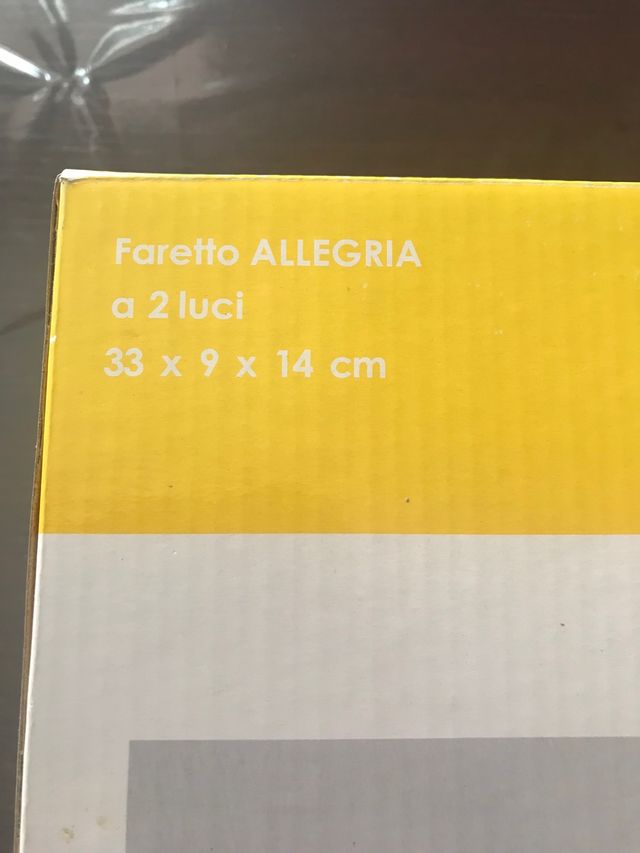 Faretto ALLEGRIA
a 2 luci
33 x 9 x 14 cm